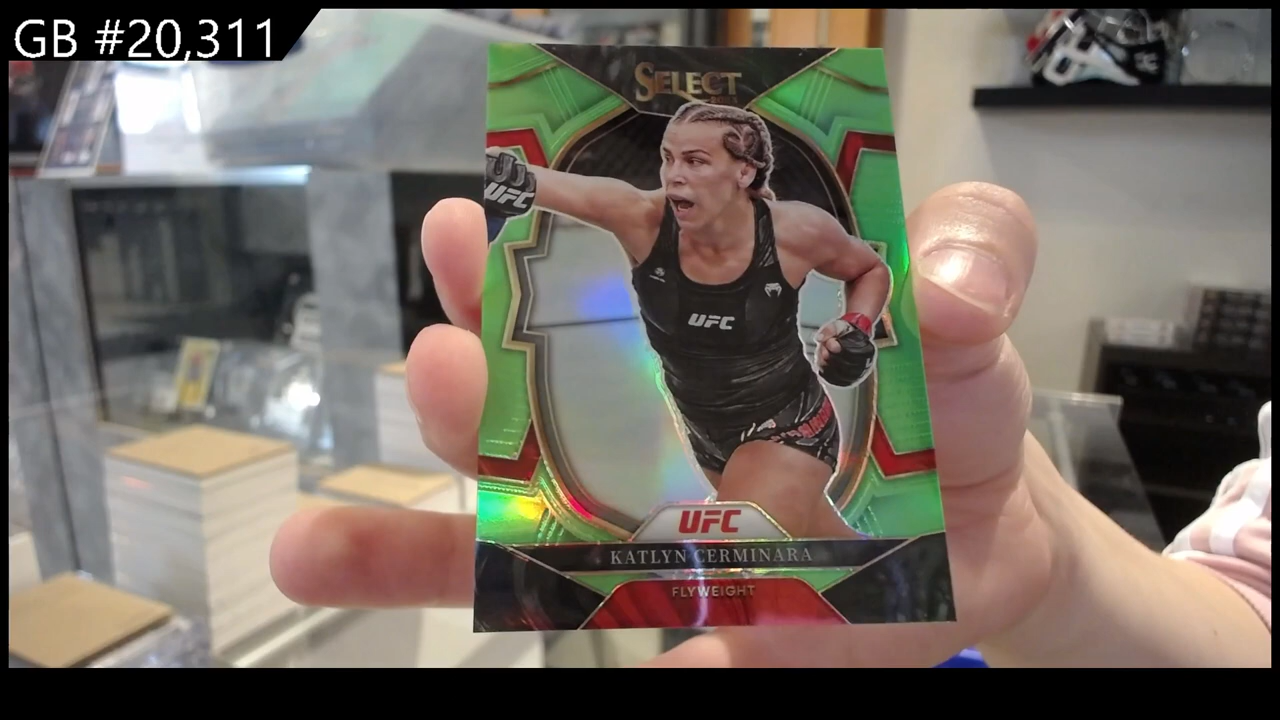 GB #20,311
SELECT
UFC
UFC
UFC
KATLYN CERMINARA
FLYWEIGHT